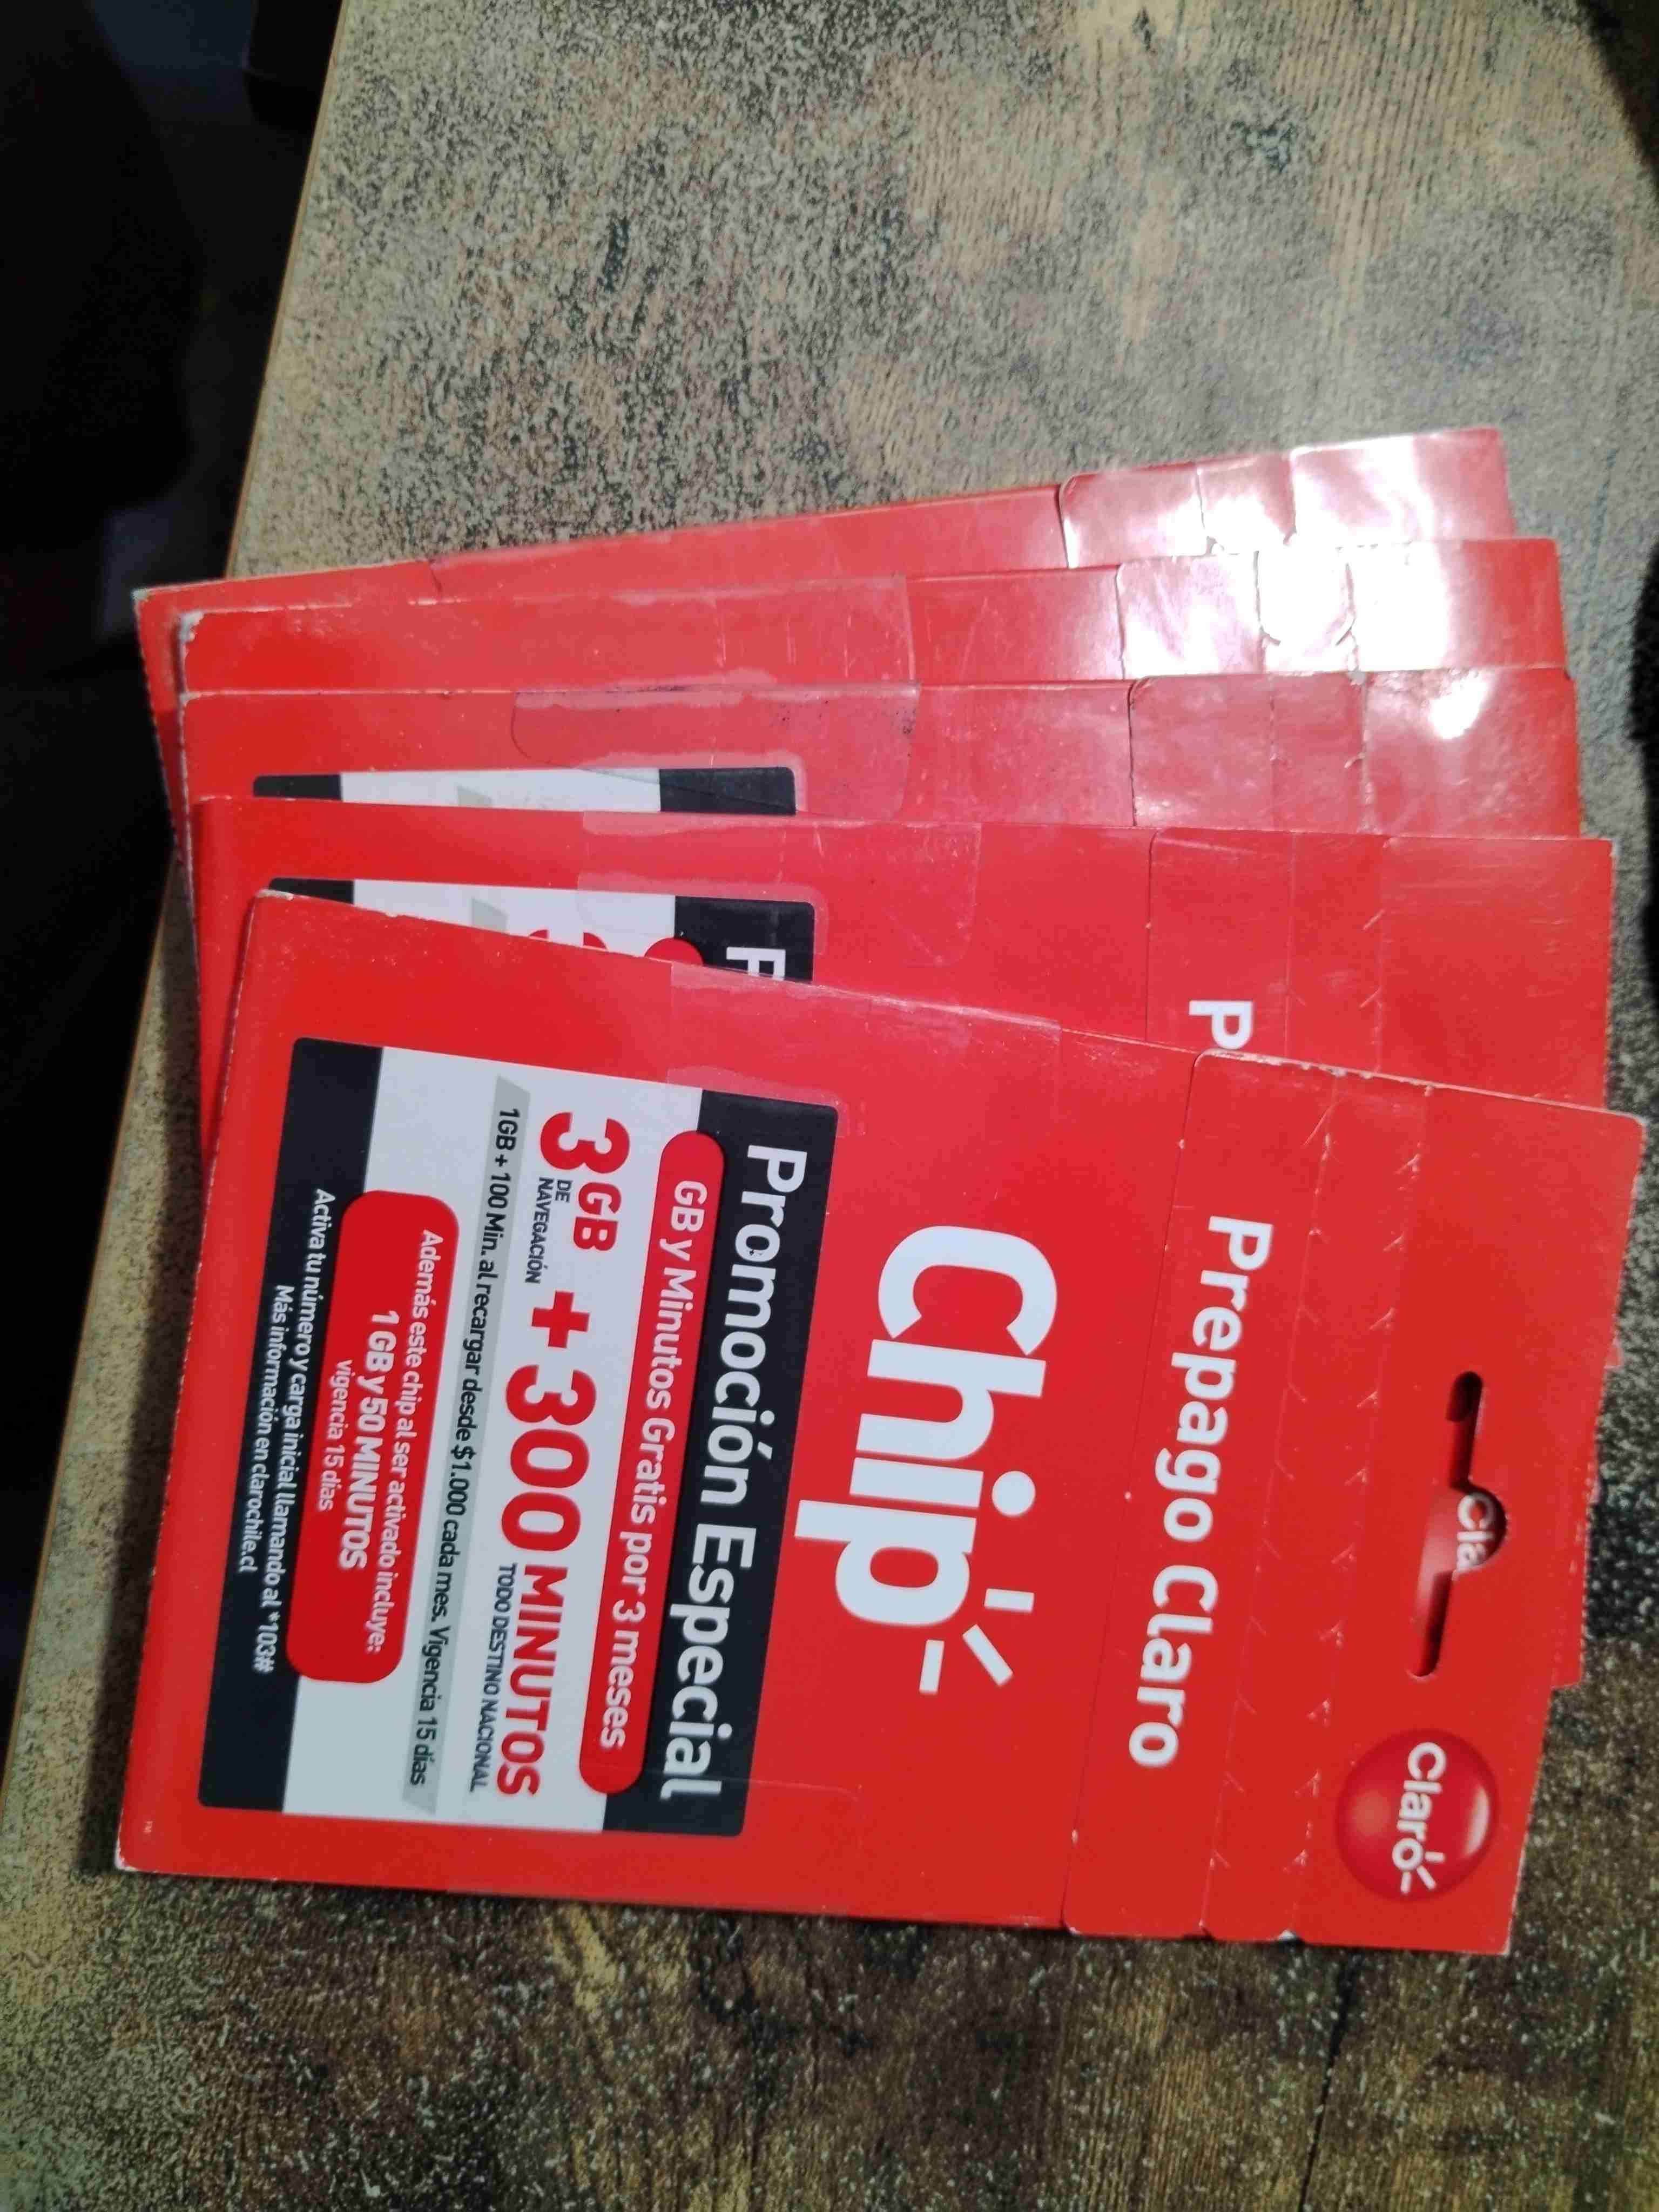 Claro
Cla
Prepago Claro
Chip
Promoción Especial
GB y Minutos Gratis por 3 meses
3 GB DE NAVEGACIÓN + 300 MINUTOS TODO DESTINO NACIONAL
1GB + 100 Min. al recargar desde $1.000 cada mes. Vigencia 15 días
Además este chip al ser activado incluye:
1 GB y 50 MINUTOS
vigencia 15 días
Activa tu número y carga inicial llamando al *103#
Más información en clarochile.cl
P
P